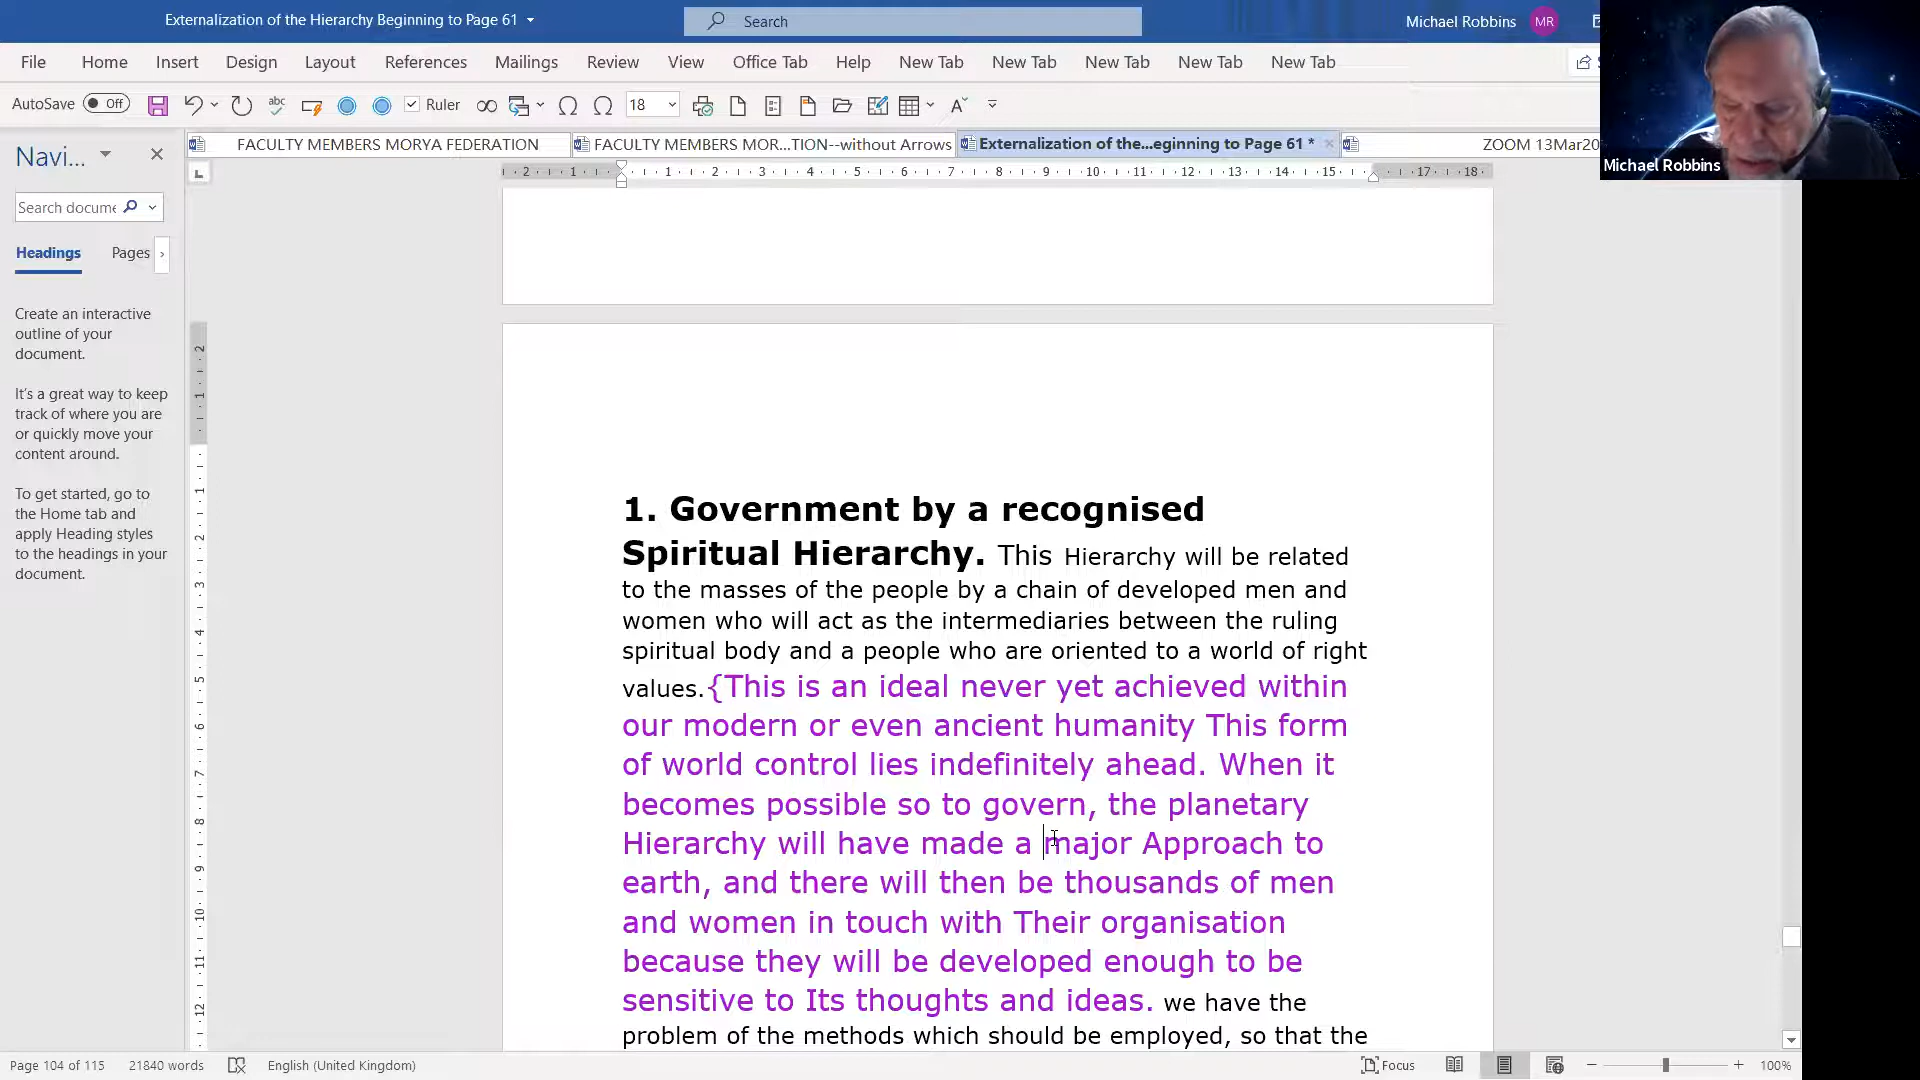 Externalization of the Hierarchy Beginning to Page 61
Search
Michael Robbins
MR
File
Home
Insert
Design
Layout
References
Mailings
Review
View
Office Tab
Help
New Tab
New Tab
New Tab
New Tab
New Tab
AutoSave
Off
abc
Ruler
18
FACULTY MEMBERS MORYA FEDERATION
FACULTY MEMBERS MOR...TION--without Arrows
Externalization of the...eginning to Page 61 *
ZOOM 13Mar20
Michael Robbins
Navi...
Search docume
Headings
Pages
Create an interactive
outline of your
document.
It's a great way to keep
track of where you are
or quickly move your
content around.
To get started, go to
the Home tab and
apply Heading styles
to the headings in your
document.
1. Government by a recognised
Spiritual Hierarchy. This Hierarchy will be related
to the masses of the people by a chain of developed men and
women who will act as the intermediaries between the ruling
spiritual body and a people who are oriented to a world of right
values.{This is an ideal never yet achieved within
our modern or even ancient humanity This form
of world control lies indefinitely ahead. When it
becomes possible so to govern, the planetary
Hierarchy will have made a major Approach to
earth, and there will then be thousands of men
and women in touch with Their organisation
because they will be developed enough to be
sensitive to Its thoughts and ideas. we have the
problem of the methods which should be employed, so that the
Page 104 of 115
21840 words
English (United Kingdom)
Focus
100%